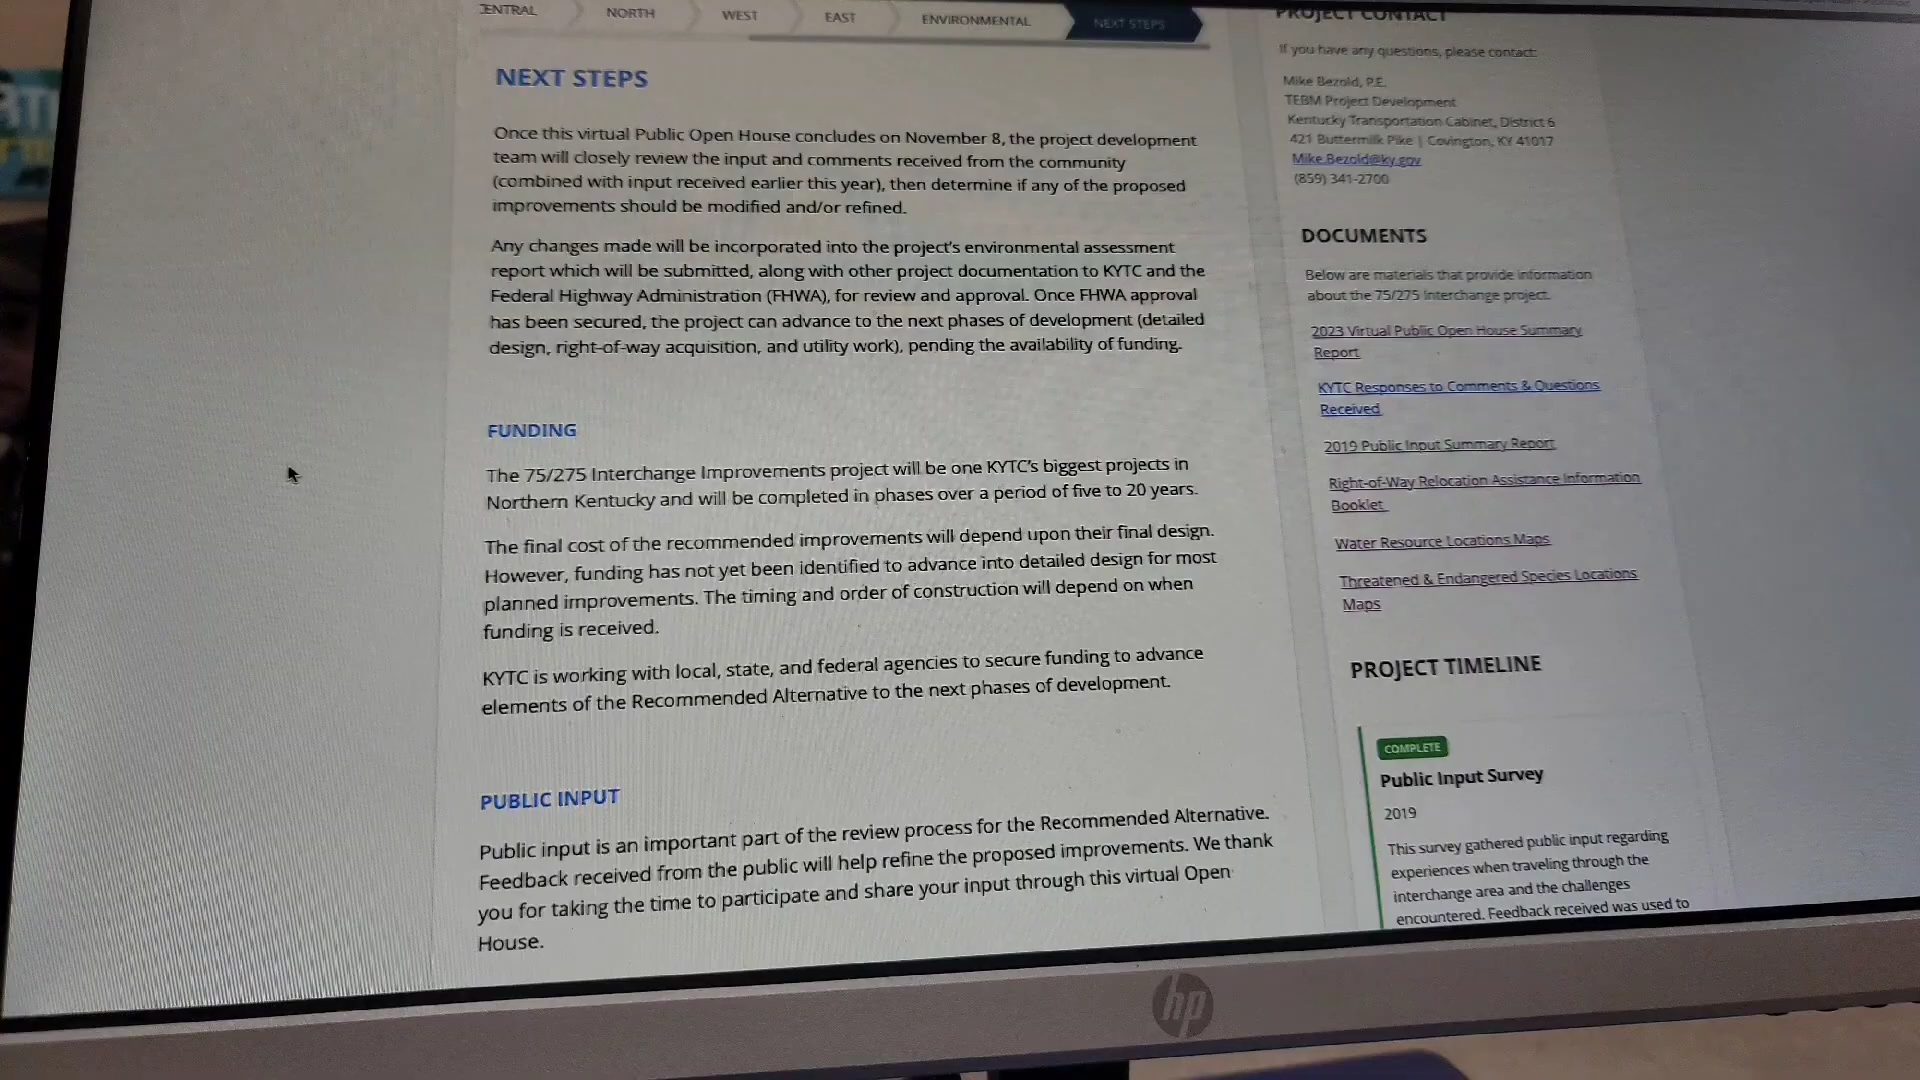 CENTRAL
NORTH
WEST
EAST
ENVIRONMENTAL
NEXT STEPS
NEXT STEPS
Once this virtual Public Open House concludes on November 8, the project development
team will closely review the input and comments received from the community
(combined with input received earlier this year), then determine if any of the proposed
improvements should be modified and/or refined.
Any changes made will be incorporated into the project's environmental assessment
report which will be submitted, along with other project documentation to KYTC and the
Federal Highway Administration (FHWA), for review and approval. Once FHWA approval
has been secured, the project can advance to the next phases of development (detailed
design, right-of-way acquisition, and utility work), pending the availability of funding.
FUNDING
The 75/275 Interchange Improvements project will be one KYTC's biggest projects in
Northern Kentucky and will be completed in phases over a period of five to 20 years.
The final cost of the recommended improvements will depend upon their final design.
However, funding has not yet been identified to advance into detailed design for most
planned improvements. The timing and order of construction will depend on when
funding is received.
KYTC is working with local, state, and federal agencies to secure funding to advance
elements of the Recommended Alternative to the next phases of development.
PUBLIC INPUT
Public input is an important part of the review process for the Recommended Alternative.
Feedback received from the public will help refine the proposed improvements. We thank
you for taking the time to participate and share your input through this virtual Open
House.
PROJECT CONTACT
If you have any questions, please contact:
Mike Bezold, P.E.
TEBM Project Development
Kentucky Transportation Cabinet, District 6
421 Buttermilk Pike | Covington, KY 41017
Mike.Bezold@ky.gov
(859) 341-2700
DOCUMENTS
Below are materials that provide information
about the 75/275 Interchange project.
2023 Virtual Public Open House Summary
Report
KYTC Responses to Comments & Questions
Received
2019 Public Input Summary Report
Right-of-Way Relocation Assistance Information
Booklet
Water Resource Locations Maps
Threatened & Endangered Species Locations
Maps
PROJECT TIMELINE
COMPLETE
Public Input Survey
2019
This survey gathered public input regarding
experiences when traveling through the
interchange area and the challenges
encountered. Feedback received was used to
hp